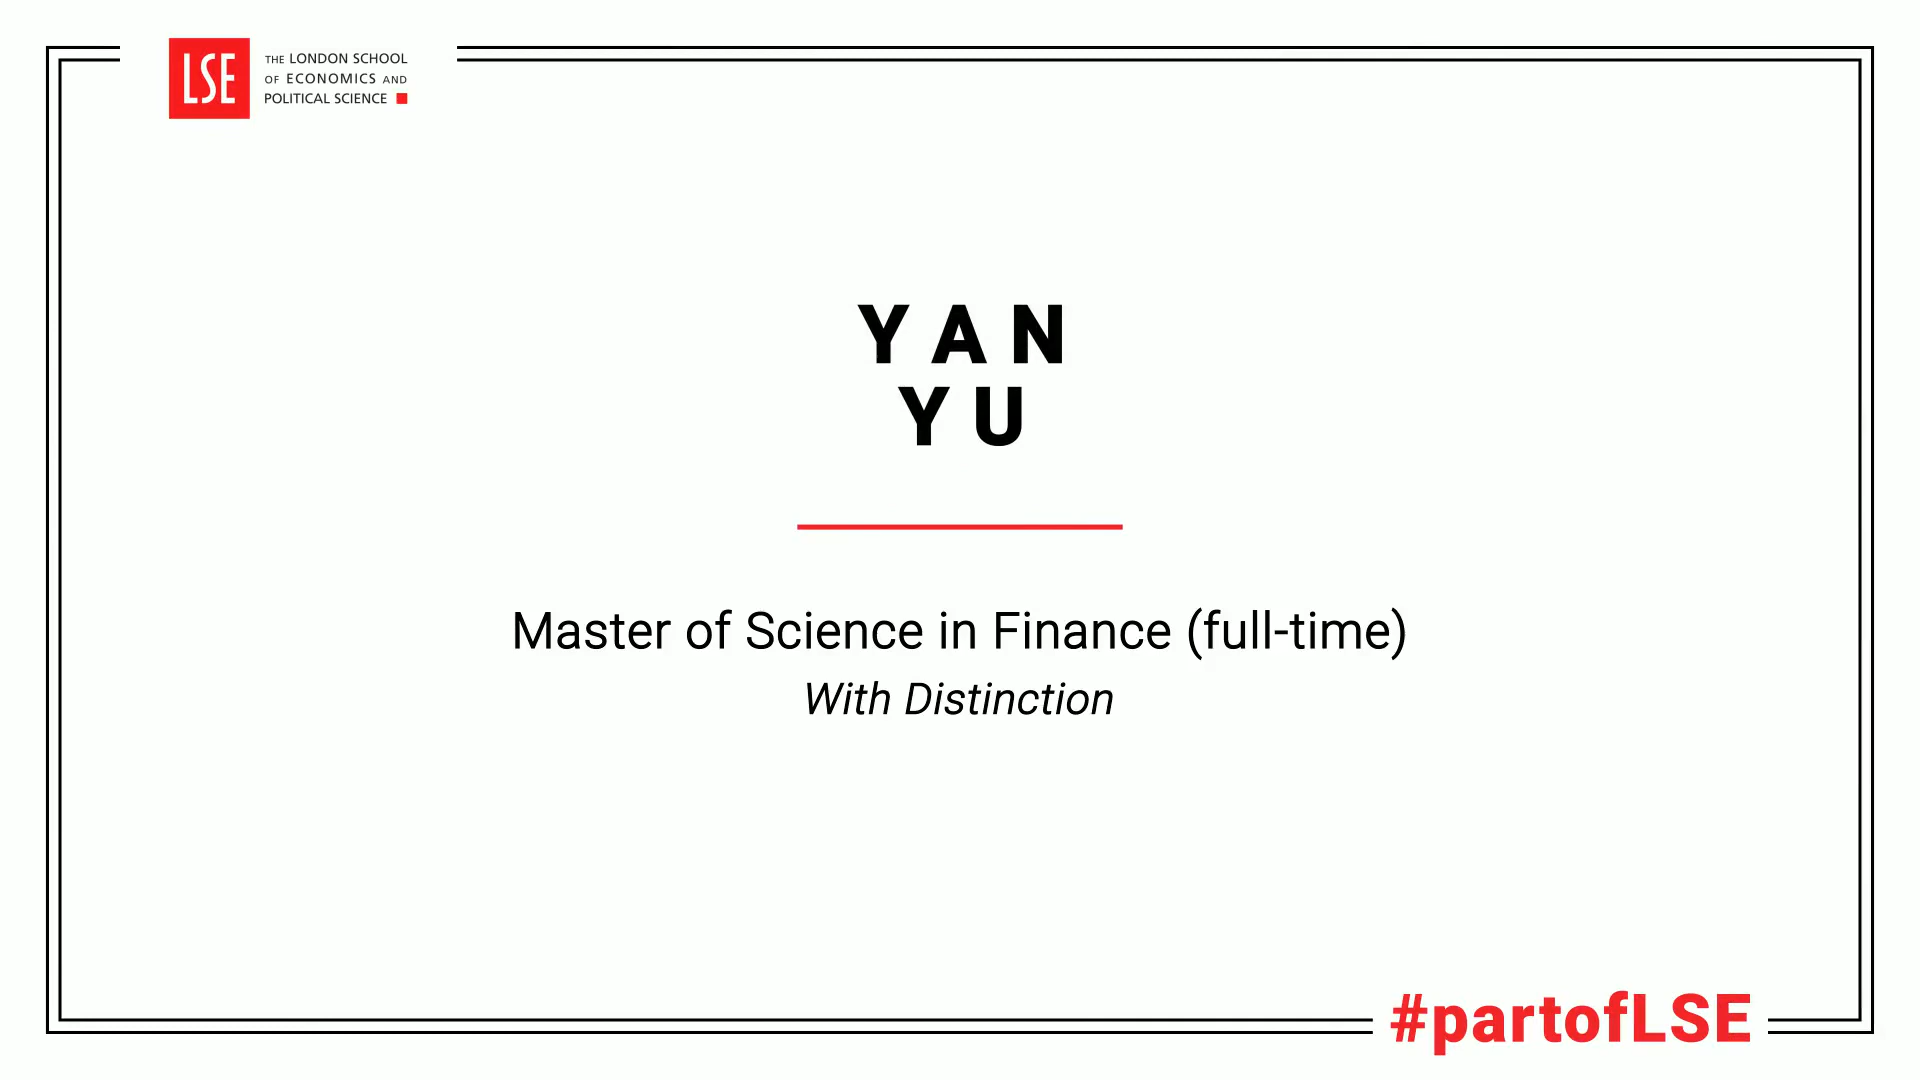 LSE
THE LONDON SCHOOL
OF ECONOMICS AND
POLITICAL SCIENCE
YAN
YU
Master of Science in Finance (full-time)
With Distinction
#partofLSE